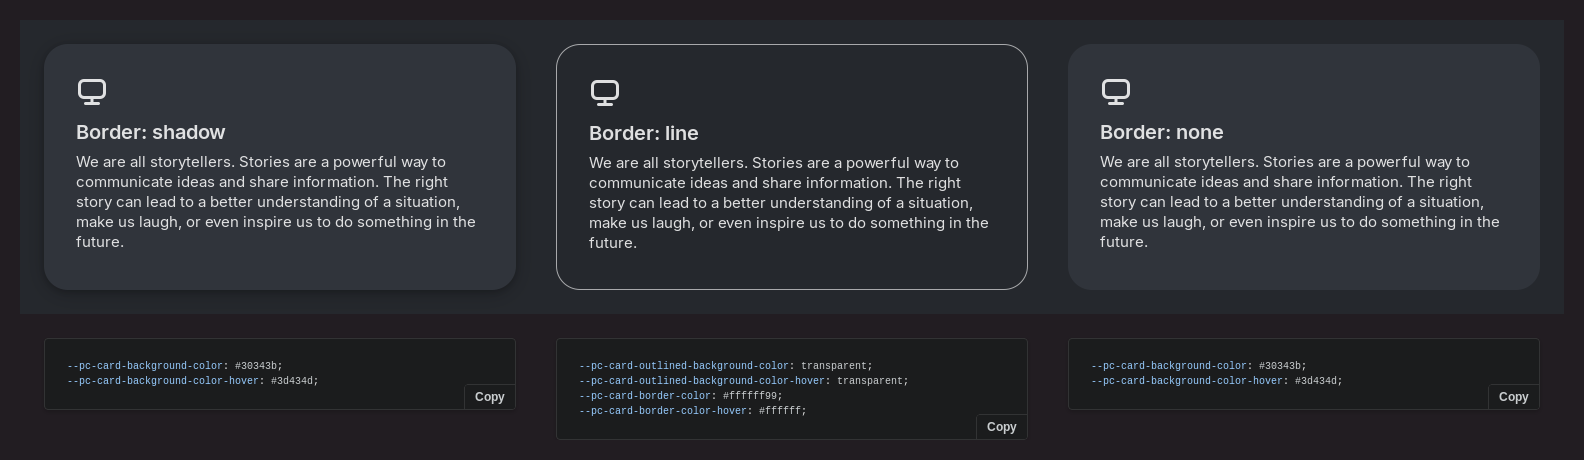 Border: shadow
We are all storytellers. Stories are a powerful way to
communicate ideas and share information. The right
story can lead to a better understanding of a situation,
make us laugh, or even inspire us to do something in the
future.
Border: line
We are all storytellers. Stories are a powerful way to
communicate ideas and share information. The right
story can lead to a better understanding of a situation,
make us laugh, or even inspire us to do something in the
future.
Border: none
We are all storytellers. Stories are a powerful way to
communicate ideas and share information. The right
story can lead to a better understanding of a situation,
make us laugh, or even inspire us to do something in the
future.
--pc-card-background-color: #30343b;
--pc-card-background-color-hover: #3d434d;
Copy
--pc-card-outlined-background-color: transparent;
--pc-card-outlined-background-color-hover: transparent;
--pc-card-border-color: #ffffff99;
--pc-card-border-color-hover: #ffffff;
Copy
--pc-card-background-color: #30343b;
--pc-card-background-color-hover: #3d434d;
Copy